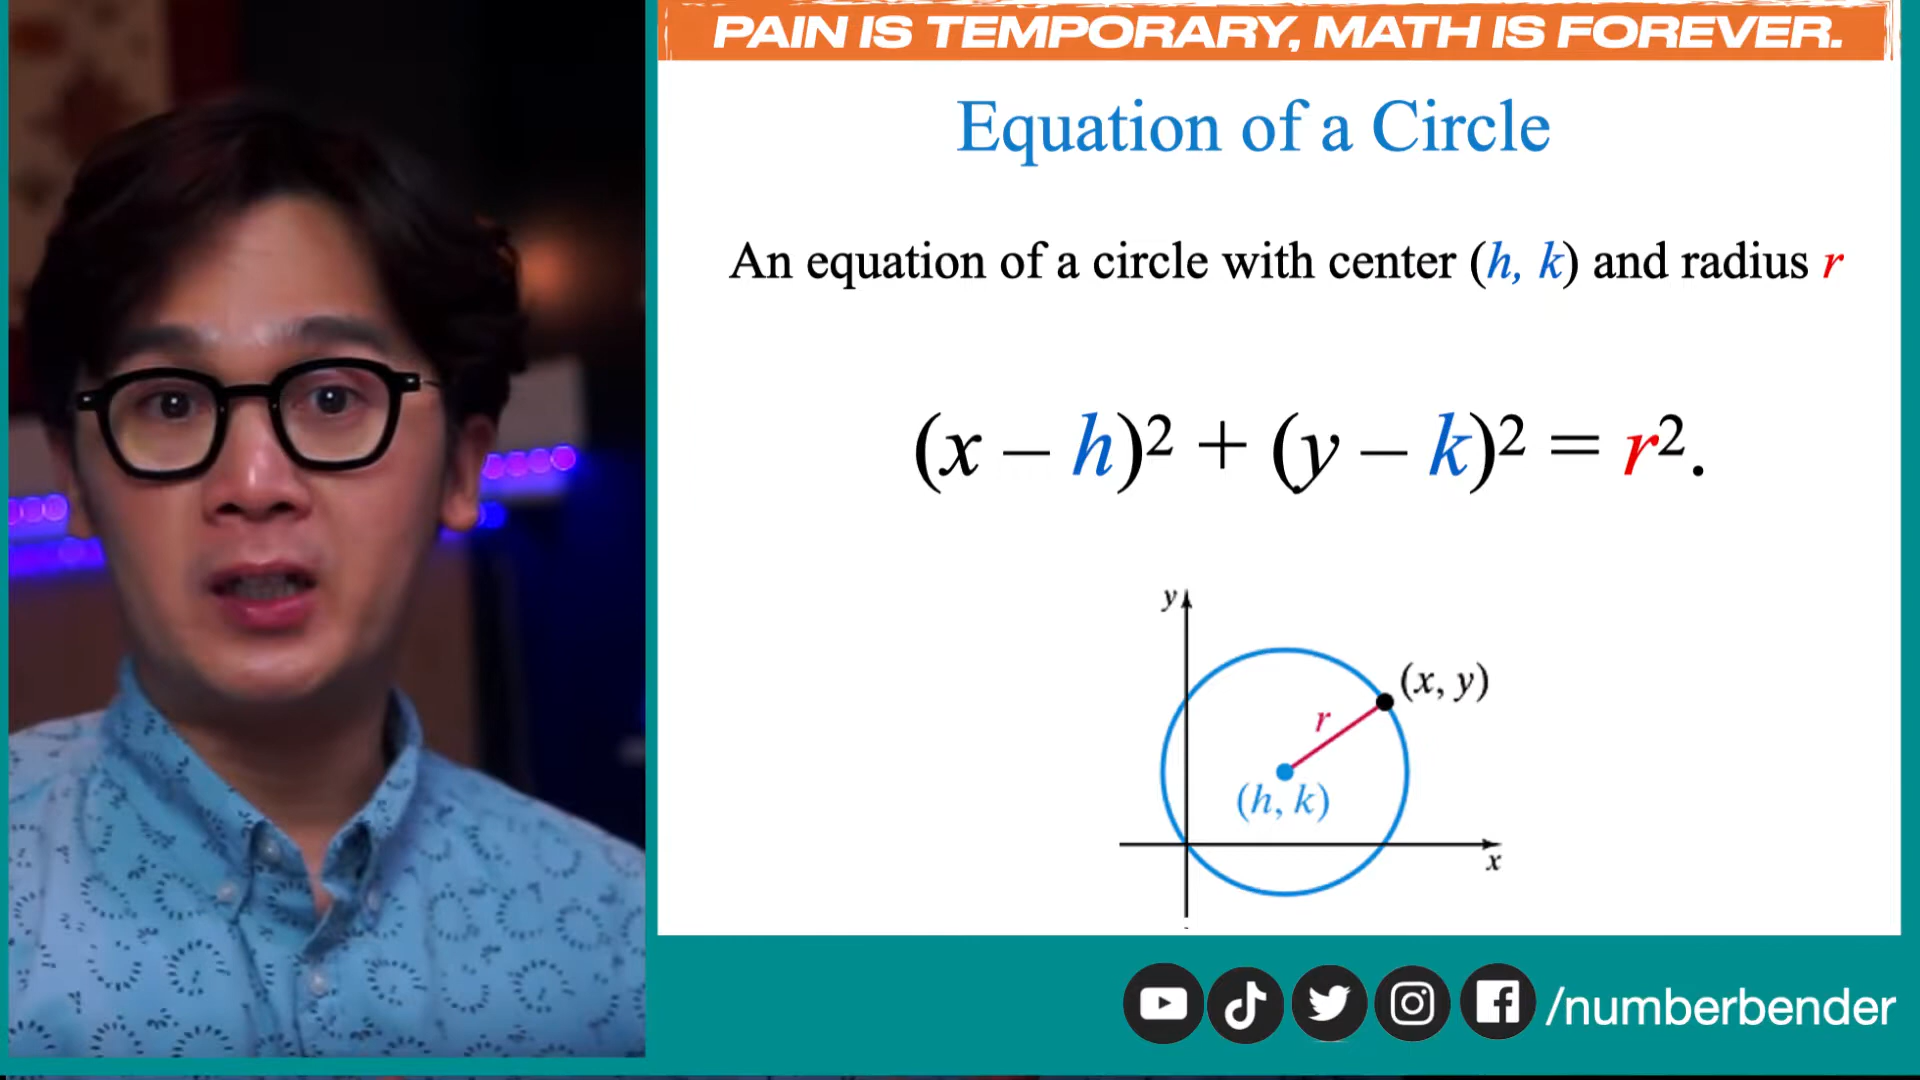 PAIN IS TEMPORARY, MATH IS FOREVER.
Equation of a Circle
An equation of a circle with center (h, k) and radius r
(x – h)² + (y – k)² = r².
y
(x, y)
r
(h, k)
x
/numberbender